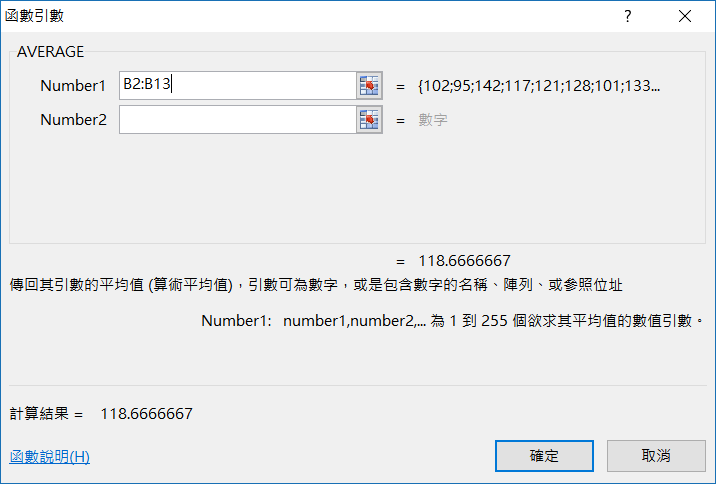 函數引數
?
AVERAGE
Number1 B2:B13 = {102;95;142;117;121;128;101;133...
Number2 = 數字
= 118.6666667
傳回其引數的平均值 (算術平均值)，引數可為數字，或是包含數字的名稱、陣列、或參照位址
Number1: number1,number2,... 為 1 到 255 個欲求其平均值的數值引數。
計算結果 = 118.6666667
函數說明(H) 確定 取消